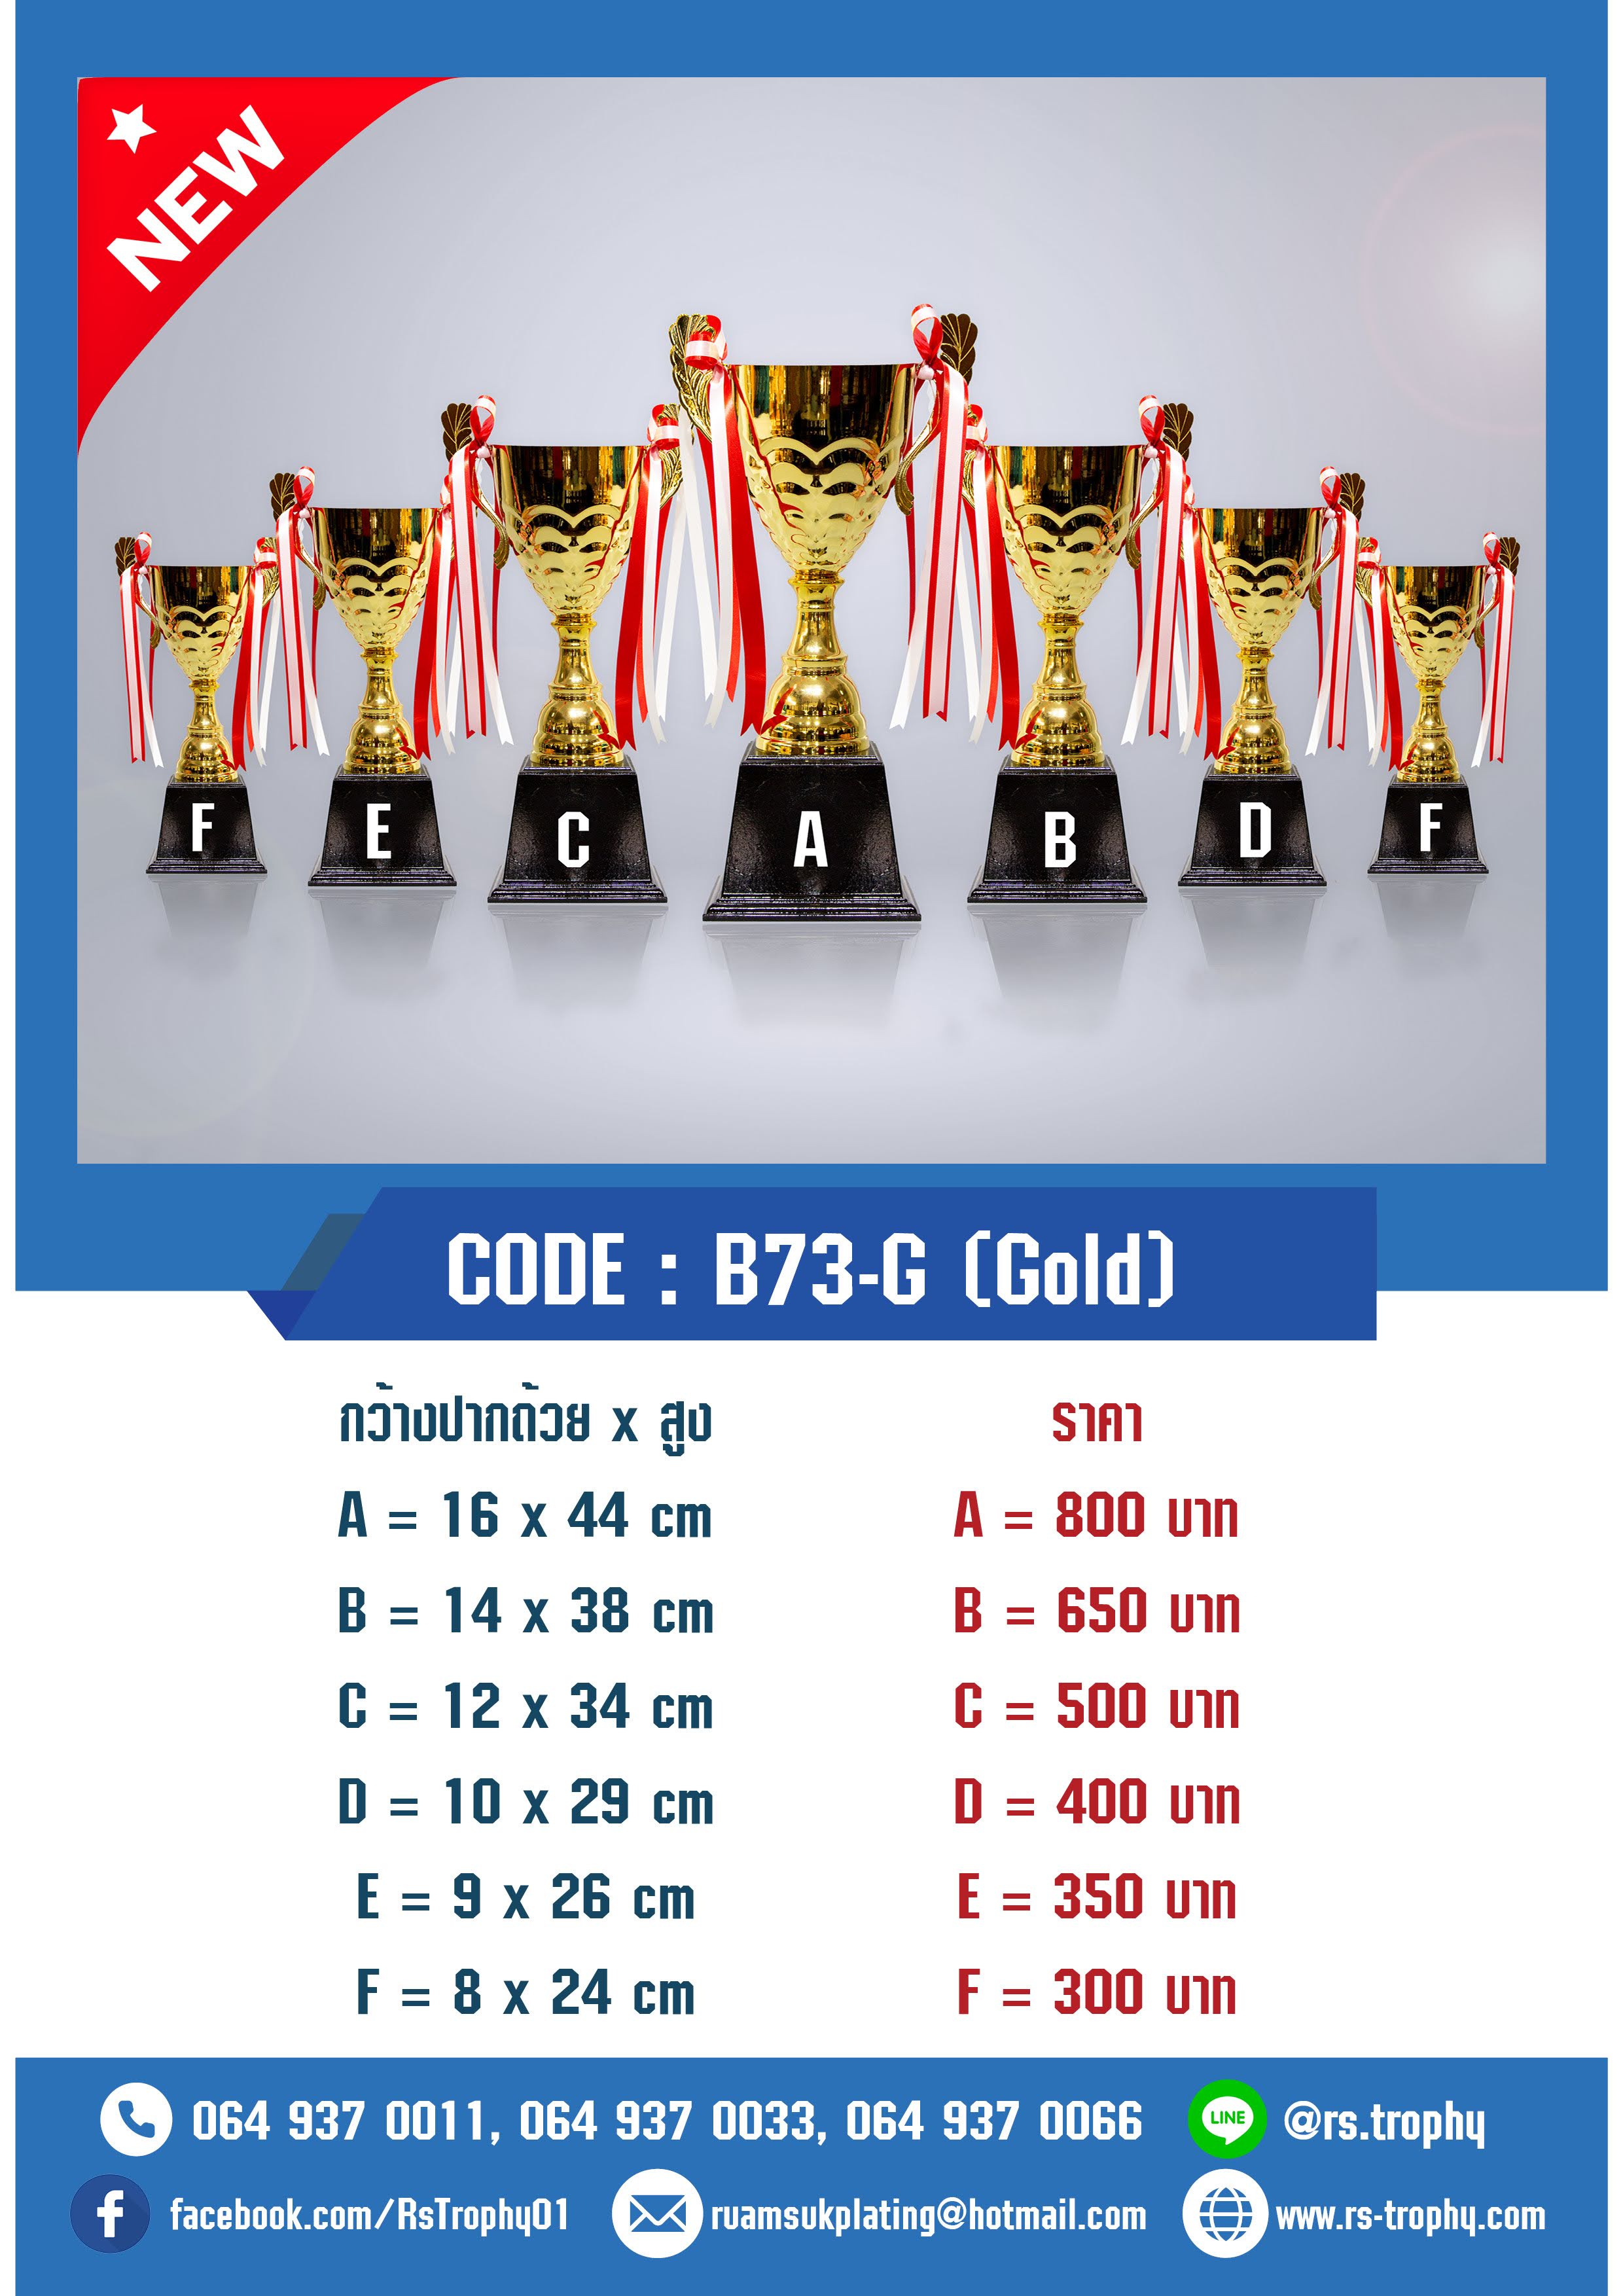 NEW
F E C A B D F
CODE : B73-G (Gold)
กว้างปากถ้วย x สูง
ราคา
A = 16 x 44 cm
A = 800 บาท
B = 14 x 38 cm
B = 650 บาท
C = 12 x 34 cm
C = 500 บาท
D = 10 x 29 cm
D = 400 บาท
E = 9 x 26 cm
E = 350 บาท
F = 8 x 24 cm
F = 300 บาท
064 937 0011, 064 937 0033, 064 937 0066
LINE @rs.trophy
f facebook.com/RsTrophy01
ruamsukplating@hotmail.com
www.rs-trophy.com